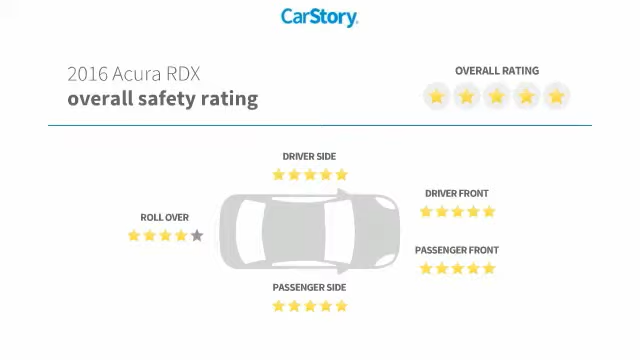 CarStory
2016 Acura RDX
overall safety rating
OVERALL RATING
DRIVER SIDE
DRIVER FRONT
ROLL OVER
PASSENGER FRONT
PASSENGER SIDE